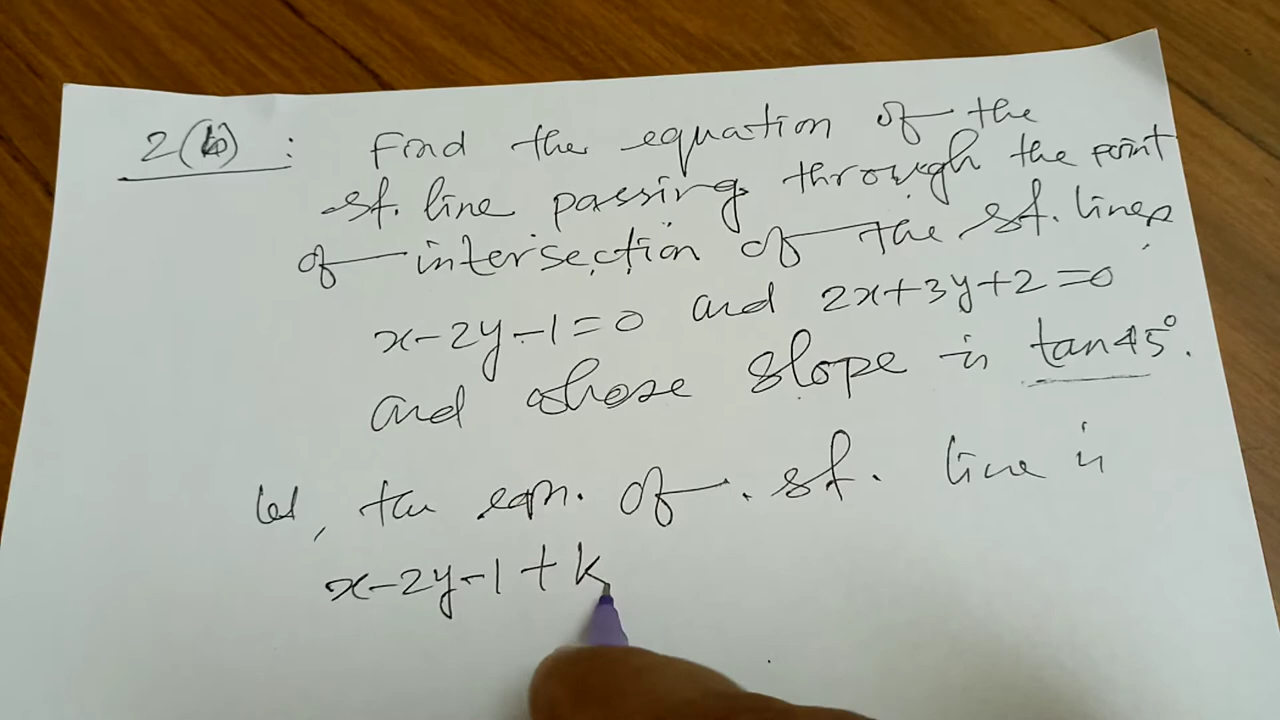 2(b) : Find the equation of the
st. line passing through the point
of intersection of the st. lines
x-2y-1=0 and 2x+3y+2=0
and whose slope is tan45°.
Let, the eqn. of . st. line is
x-2y-1+k